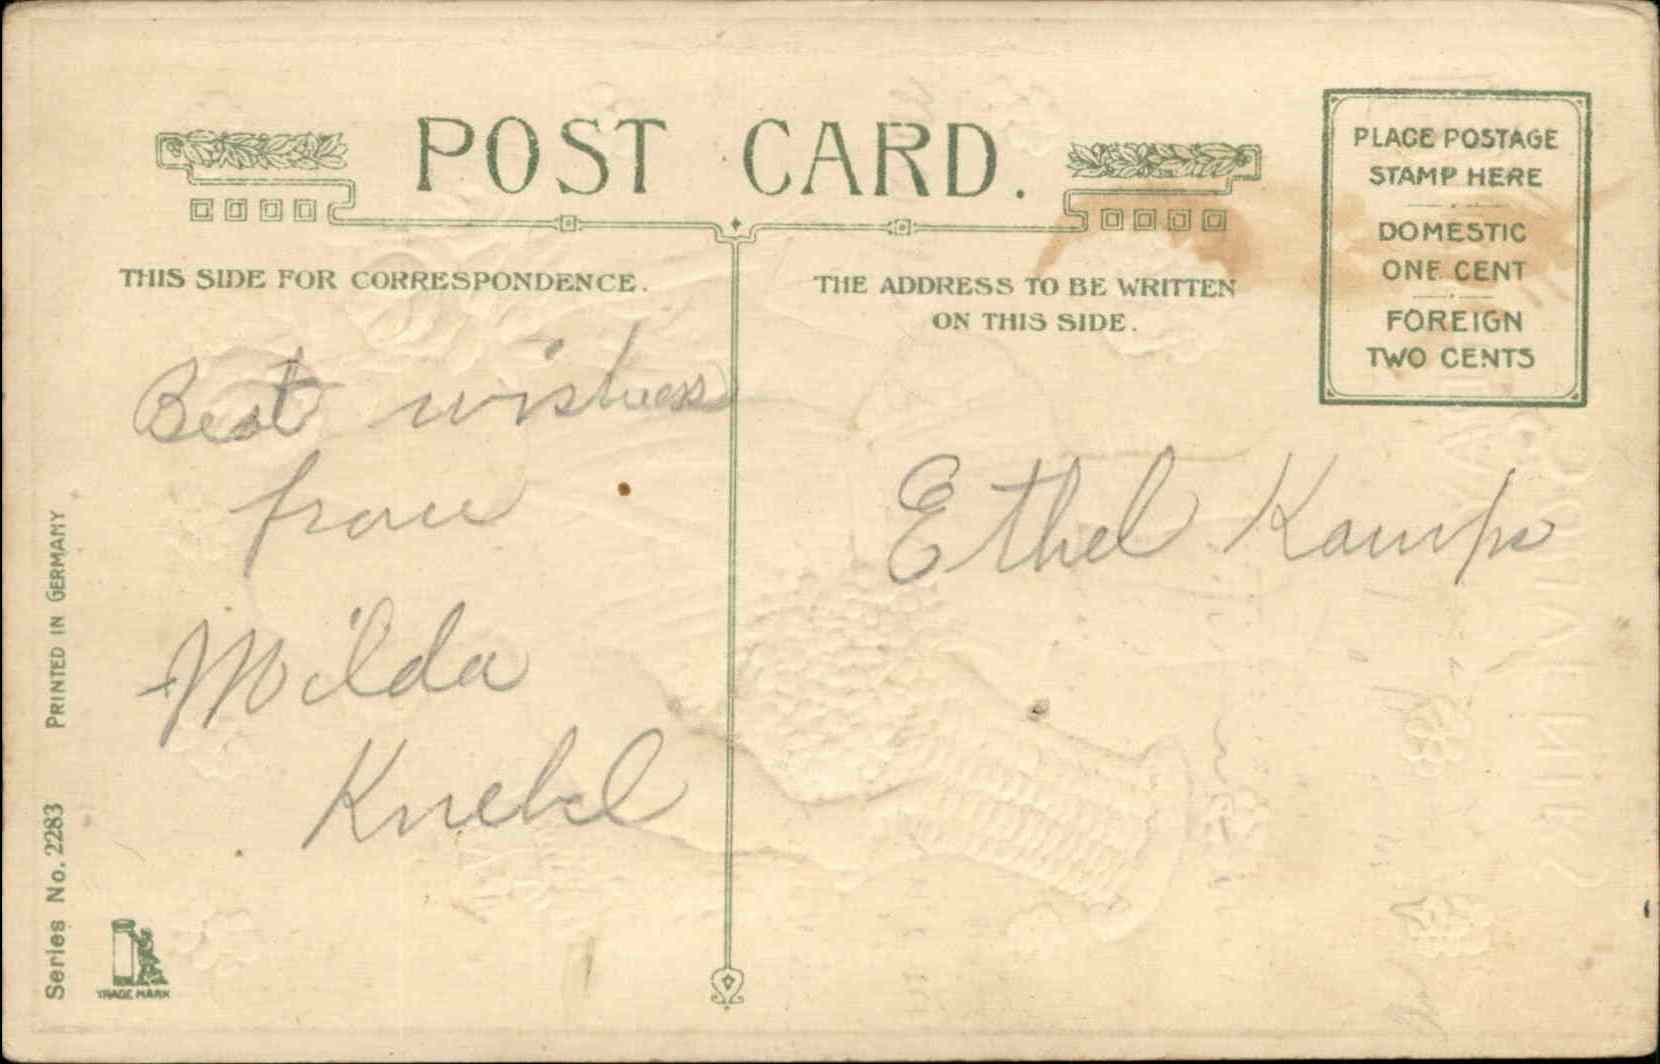 POST CARD.
THIS SIDE FOR CORRESPONDENCE.
THE ADDRESS TO BE WRITTEN
ON THIS SIDE.
PLACE POSTAGE
STAMP HERE
DOMESTIC
ONE CENT
FOREIGN
TWO CENTS
Best wishes
from
Milda
Knebel
Ethel Kamps
Series No. 2283 PRINTED IN GERMANY
TRADE MARK